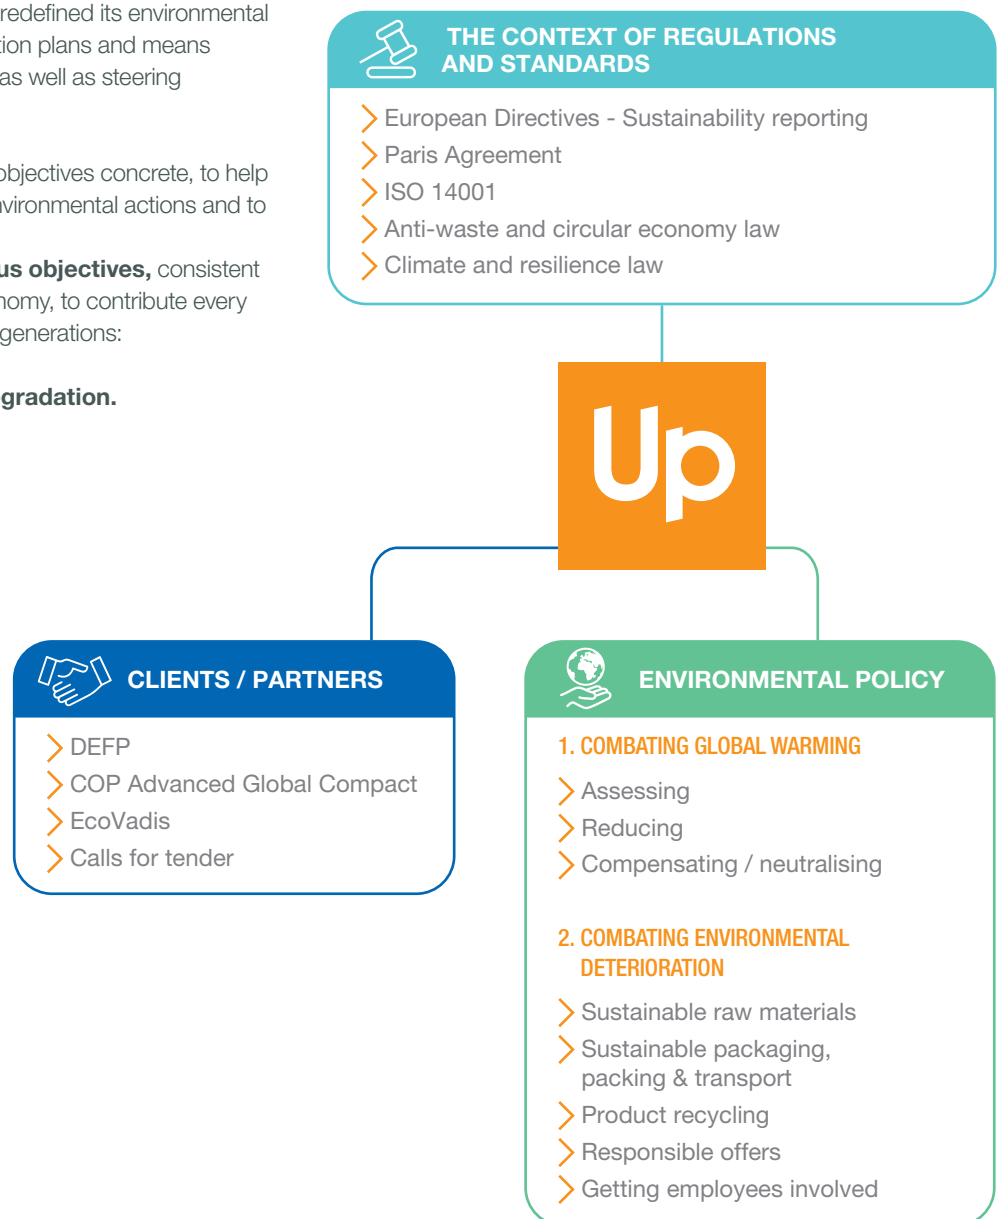 redefined its environmental
tion plans and means
as well as steering
objectives concrete, to help
nvironmental actions and to
us objectives, consistent
nomy, to contribute every
generations:
gradation.
THE CONTEXT OF REGULATIONS
AND STANDARDS
European Directives - Sustainability reporting
Paris Agreement
ISO 14001
Anti-waste and circular economy law
Climate and resilience law
Up
CLIENTS / PARTNERS
DEFP
COP Advanced Global Compact
EcoVadis
Calls for tender
ENVIRONMENTAL POLICY
1. COMBATING GLOBAL WARMING
Assessing
Reducing
Compensating / neutralising
2. COMBATING ENVIRONMENTAL
DETERIORATION
Sustainable raw materials
Sustainable packaging,
packing & transport
Product recycling
Responsible offers
Getting employees involved